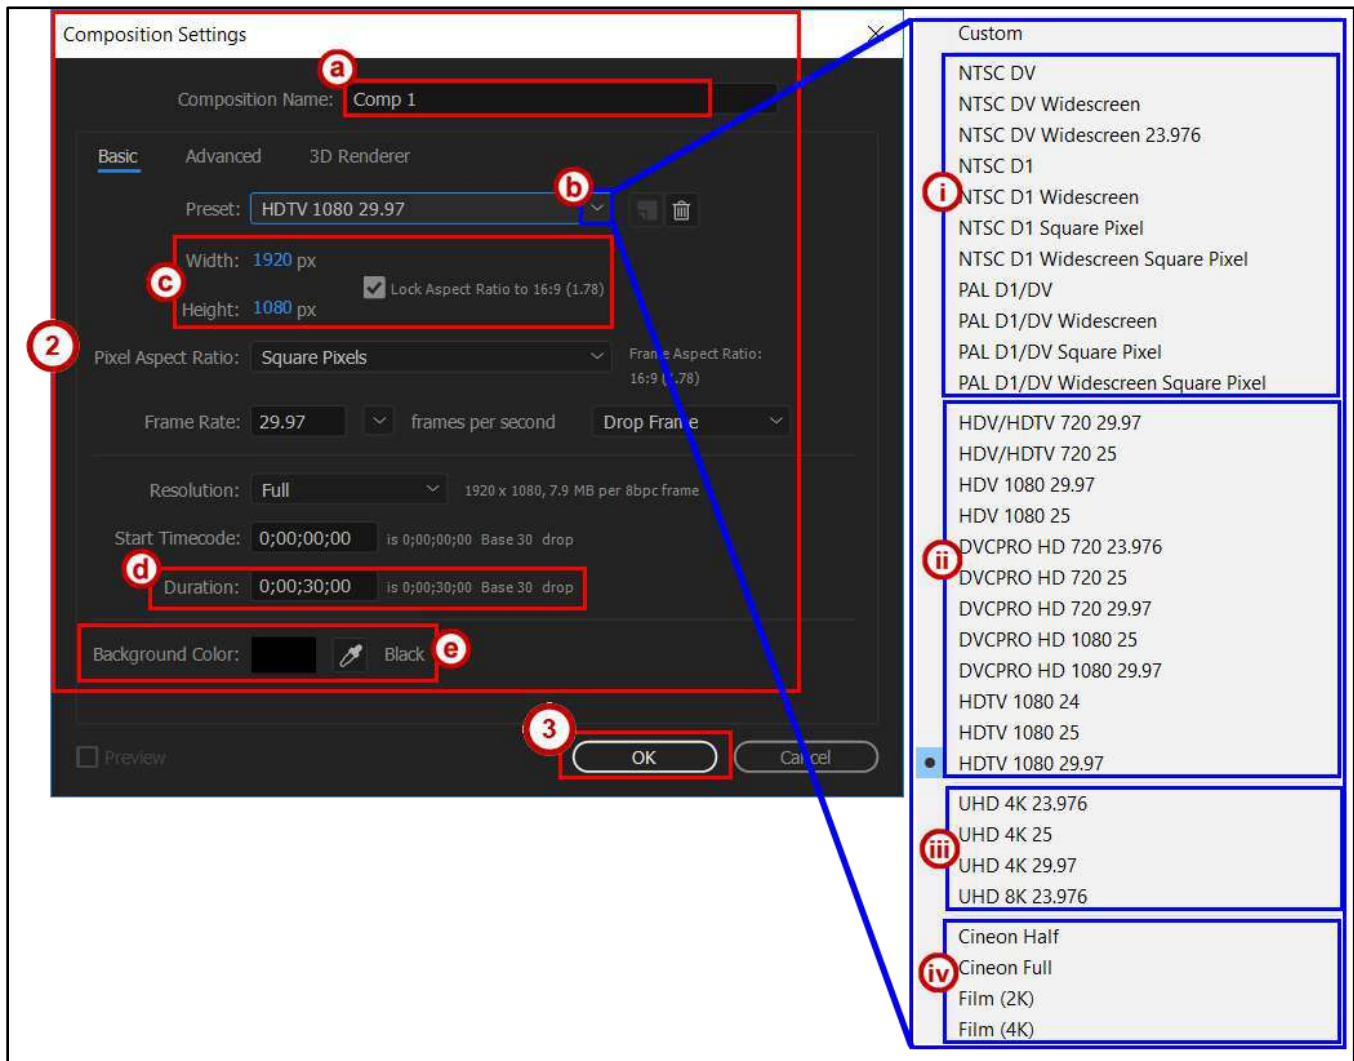 Composition Settings
a
Composition Name: Comp 1
Basic Advanced 3D Renderer
b
Preset: HDTV 1080 29.97
c
Width: 1920 px
Lock Aspect Ratio to 16:9 (1.78)
Height: 1080 px
2
Pixel Aspect Ratio: Square Pixels
Frame Aspect Ratio:
16:9 (1.78)
Frame Rate: 29.97 frames per second Drop Frame
Resolution: Full 1920 x 1080, 7.9 MB per 8bpc frame
Start Timecode: 0;00;00;00 is 0;00;00;00 Base 30 drop
d
Duration: 0;00;30;00 is 0;00;30;00 Base 30 drop
Background Color: Black
e
3
Preview OK Cancel
Custom
i
NTSC DV
NTSC DV Widescreen
NTSC DV Widescreen 23.976
NTSC D1
NTSC D1 Widescreen
NTSC D1 Square Pixel
NTSC D1 Widescreen Square Pixel
PAL D1/DV
PAL D1/DV Widescreen
PAL D1/DV Square Pixel
PAL D1/DV Widescreen Square Pixel
ii
HDV/HDTV 720 29.97
HDV/HDTV 720 25
HDV 1080 29.97
HDV 1080 25
DVCPRO HD 720 23.976
DVCPRO HD 720 25
DVCPRO HD 720 29.97
DVCPRO HD 1080 25
DVCPRO HD 1080 29.97
HDTV 1080 24
HDTV 1080 25
HDTV 1080 29.97
iii
UHD 4K 23.976
UHD 4K 25
UHD 4K 29.97
UHD 8K 23.976
iv
Cineon Half
Cineon Full
Film (2K)
Film (4K)